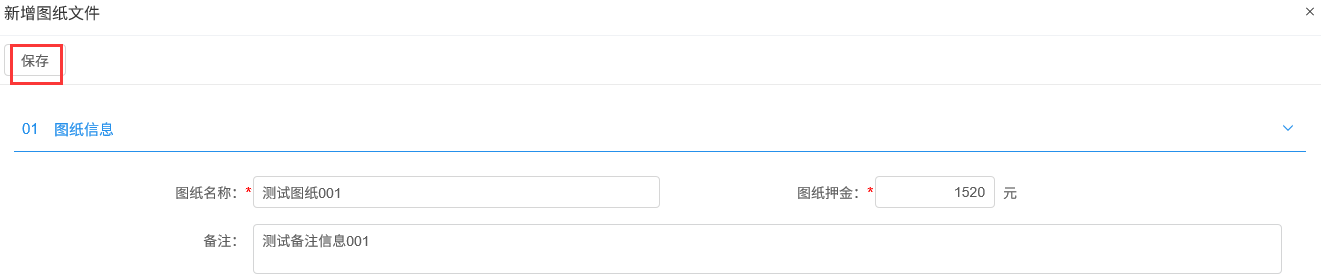 新增图纸文件 ×
保存
01 图纸信息
图纸名称：*测试图纸001 图纸押金：*1520 元
备注：测试备注信息001